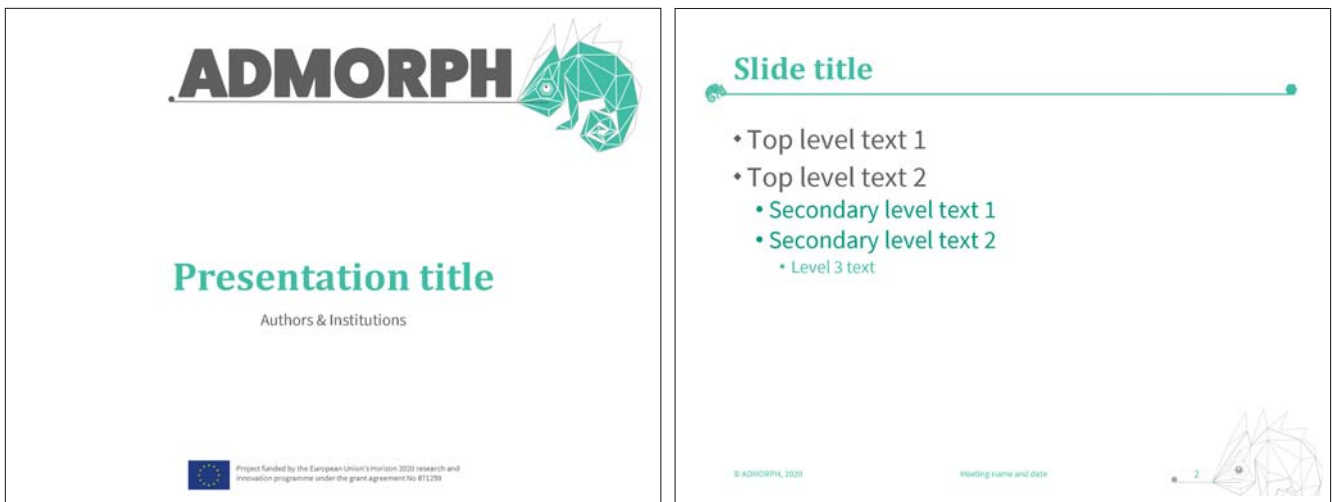 ADMORPH
Presentation title
Authors & Institutions
Project funded by the European Union's Horizon 2020 research and
innovation programme under the grant agreement No 871259
Slide title
Top level text 1
Top level text 2
• Secondary level text 1
• Secondary level text 2
• Level 3 text
© ADMORPH, 2020
Meeting name and date
2